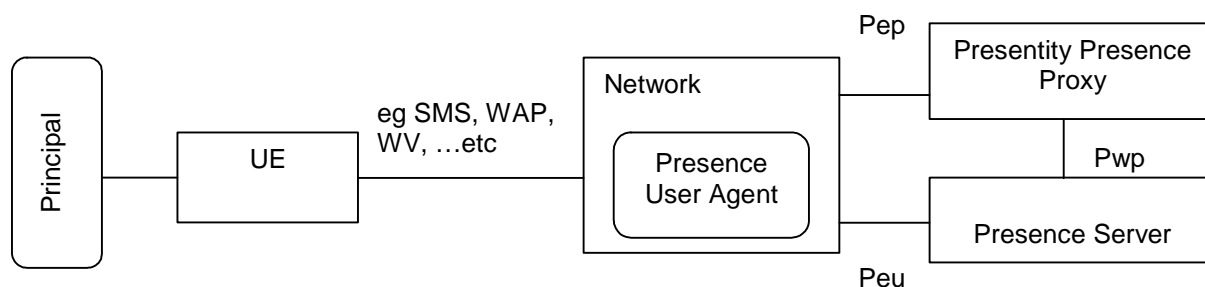 Principal
UE
eg SMS, WAP,
WV, …etc
Network
Presence
User Agent
Pep
Presentity Presence
Proxy
Pwp
Presence Server
Peu